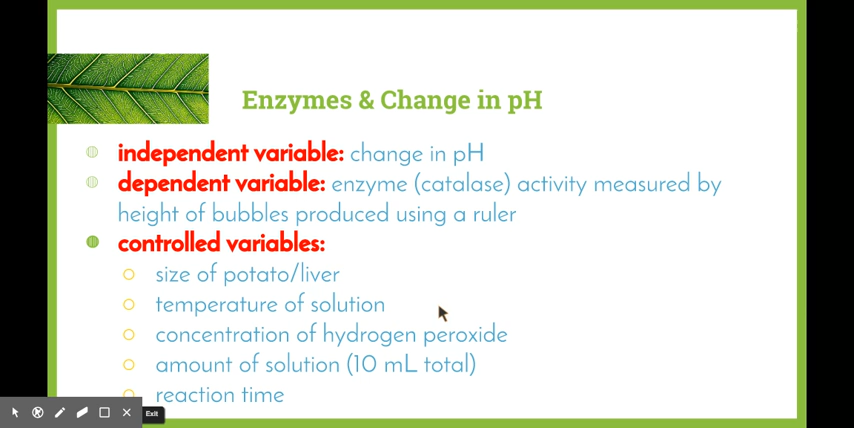 Enzymes & Change in pH
independent variable: change in pH
dependent variable: enzyme (catalase) activity measured by
height of bubbles produced using a ruler
controlled variables:
size of potato/liver
temperature of solution
concentration of hydrogen peroxide
amount of solution (10 mL total)
reaction time
Exit